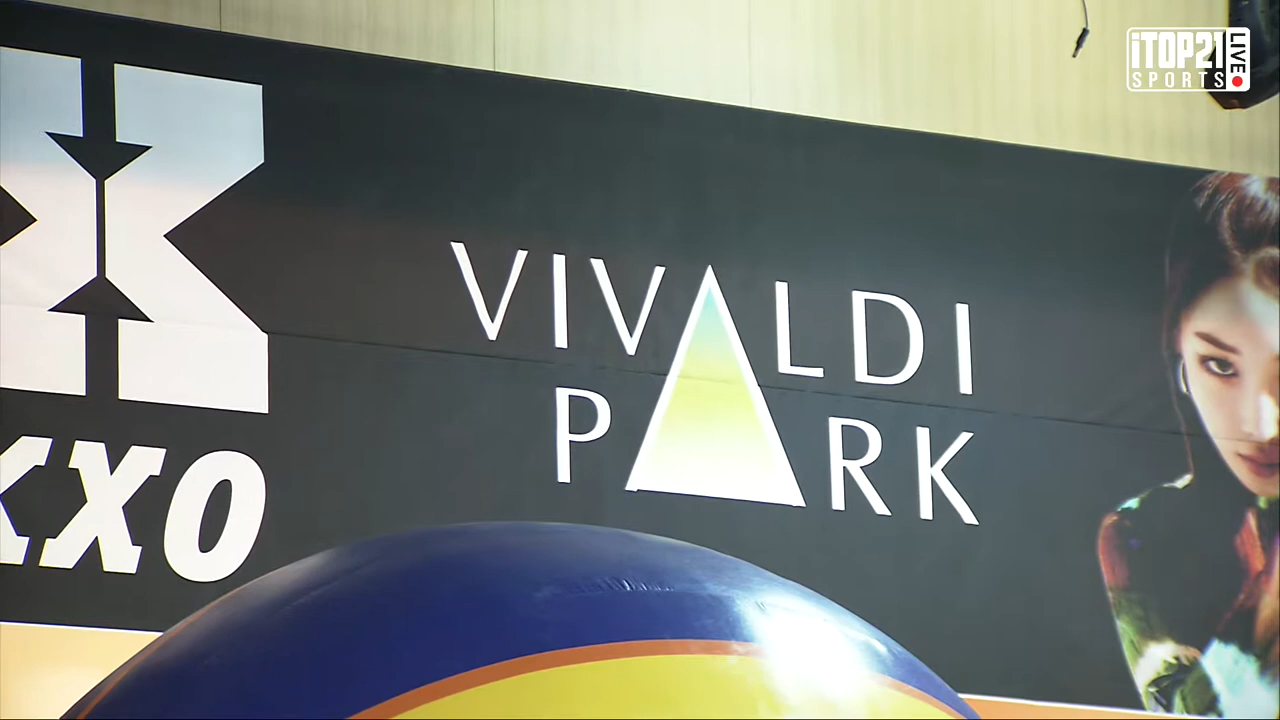 iTOP21
SPORTS
LIVE
VIVALDI
PARK
XXO